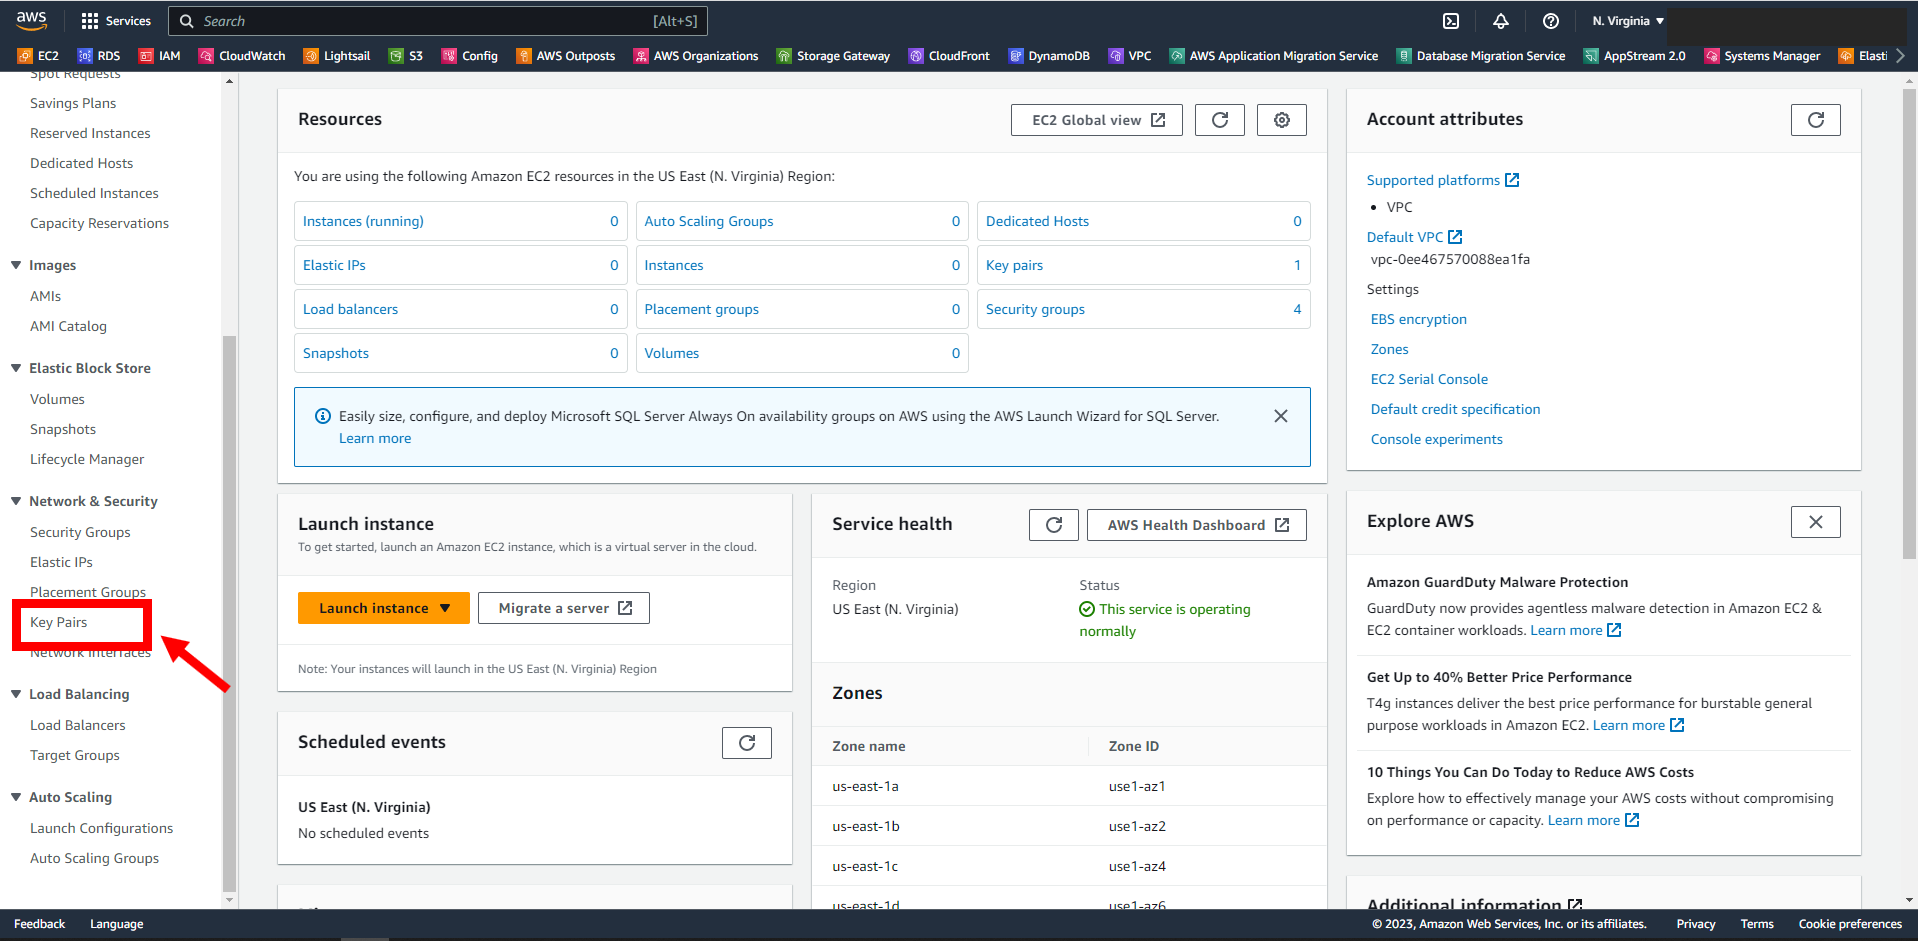 aws
Services
Search
[Alt+S]
N. Virginia
EC2
RDS
IAM
CloudWatch
Lightsail
S3
Config
AWS Outposts
AWS Organizations
Storage Gateway
CloudFront
DynamoDB
VPC
AWS Application Migration Service
Database Migration Service
AppStream 2.0
Systems Manager
Elasti
Spot Requests
Savings Plans
Reserved Instances
Dedicated Hosts
Scheduled Instances
Capacity Reservations
Images
AMIs
AMI Catalog
Elastic Block Store
Volumes
Snapshots
Lifecycle Manager
Network & Security
Security Groups
Elastic IPs
Placement Groups
Key Pairs
Network Interfaces
Load Balancing
Load Balancers
Target Groups
Auto Scaling
Launch Configurations
Auto Scaling Groups
Resources
EC2 Global view
You are using the following Amazon EC2 resources in the US East (N. Virginia) Region:
Instances (running) 0
Auto Scaling Groups 0
Dedicated Hosts 0
Elastic IPs 0
Instances 0
Key pairs 1
Load balancers 0
Placement groups 0
Security groups 4
Snapshots 0
Volumes 0
Easily size, configure, and deploy Microsoft SQL Server Always On availability groups on AWS using the AWS Launch Wizard for SQL Server.
Learn more
Launch instance
To get started, launch an Amazon EC2 instance, which is a virtual server in the cloud.
Launch instance
Migrate a server
Note: Your instances will launch in the US East (N. Virginia) Region
Scheduled events
US East (N. Virginia)
No scheduled events
Service health
AWS Health Dashboard
Region
US East (N. Virginia)
Status
This service is operating
normally
Zones
Zone name Zone ID
us-east-1a use1-az1
us-east-1b use1-az2
us-east-1c use1-az4
us-east-1d use1-az6
Account attributes
Supported platforms
• VPC
Default VPC
vpc-0ee467570088ea1fa
Settings
EBS encryption
Zones
EC2 Serial Console
Default credit specification
Console experiments
Explore AWS
Amazon GuardDuty Malware Protection
GuardDuty now provides agentless malware detection in Amazon EC2 &
EC2 container workloads. Learn more
Get Up to 40% Better Price Performance
T4g instances deliver the best price performance for burstable general
purpose workloads in Amazon EC2. Learn more
10 Things You Can Do Today to Reduce AWS Costs
Explore how to effectively manage your AWS costs without compromising
on performance or capacity. Learn more
Additional information
Feedback
Language
© 2023, Amazon Web Services, Inc. or its affiliates.
Privacy
Terms
Cookie preferences